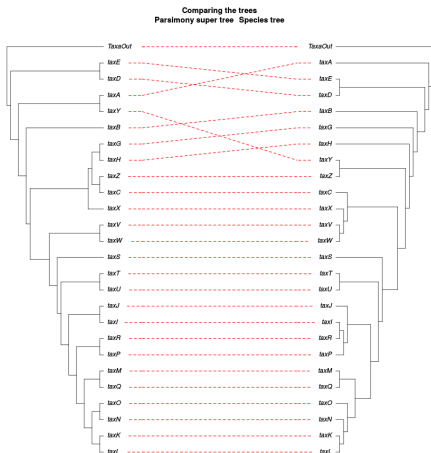 Comparing the trees
Parsimony super tree Species tree
TaxaOut TaxaOut
taxE taxA
taxD taxE
taxA taxD
taxY taxB
taxB taxG
taxG taxH
taxH taxY
taxZ taxZ
taxC taxC
taxX taxX
taxV taxV
taxW taxW
taxS taxS
taxT taxT
taxU taxU
taxJ taxJ
taxI taxI
taxR taxR
taxP taxP
taxM taxM
taxQ taxQ
taxO taxO
taxN taxN
taxK taxK